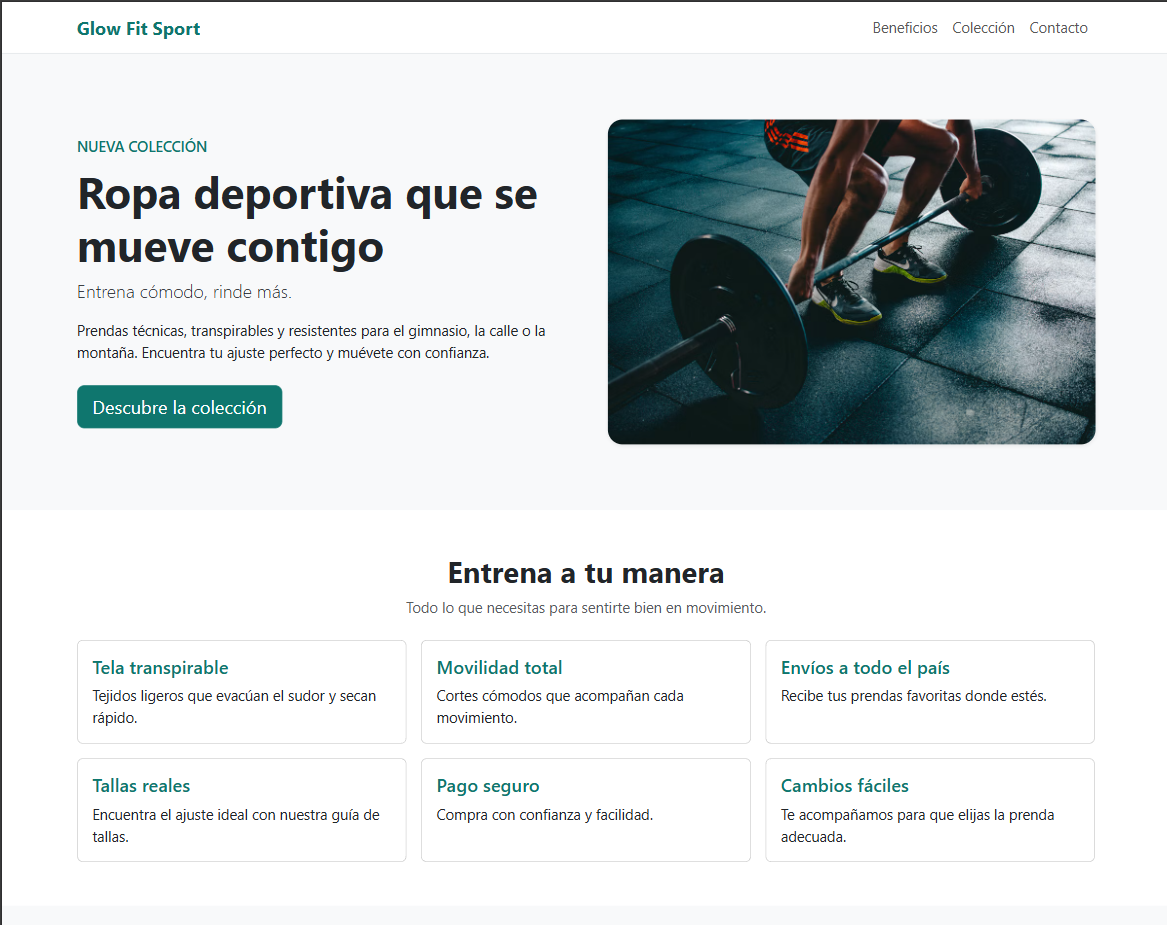 Glow Fit Sport
Beneficios Colección Contacto
NUEVA COLECCIÓN
Ropa deportiva que se
mueve contigo
Entrena cómodo, rinde más.
Prendas técnicas, transpirables y resistentes para el gimnasio, la calle o la
montaña. Encuentra tu ajuste perfecto y muévete con confianza.
Descubre la colección
Entrena a tu manera
Todo lo que necesitas para sentirte bien en movimiento.
Tela transpirable
Tejidos ligeros que evacúan el sudor y secan
rápido.
Movilidad total
Cortes cómodos que acompañan cada
movimiento.
Envíos a todo el país
Recibe tus prendas favoritas donde estés.
Tallas reales
Encuentra el ajuste ideal con nuestra guía de
tallas.
Pago seguro
Compra con confianza y facilidad.
Cambios fáciles
Te acompañamos para que elijas la prenda
adecuada.